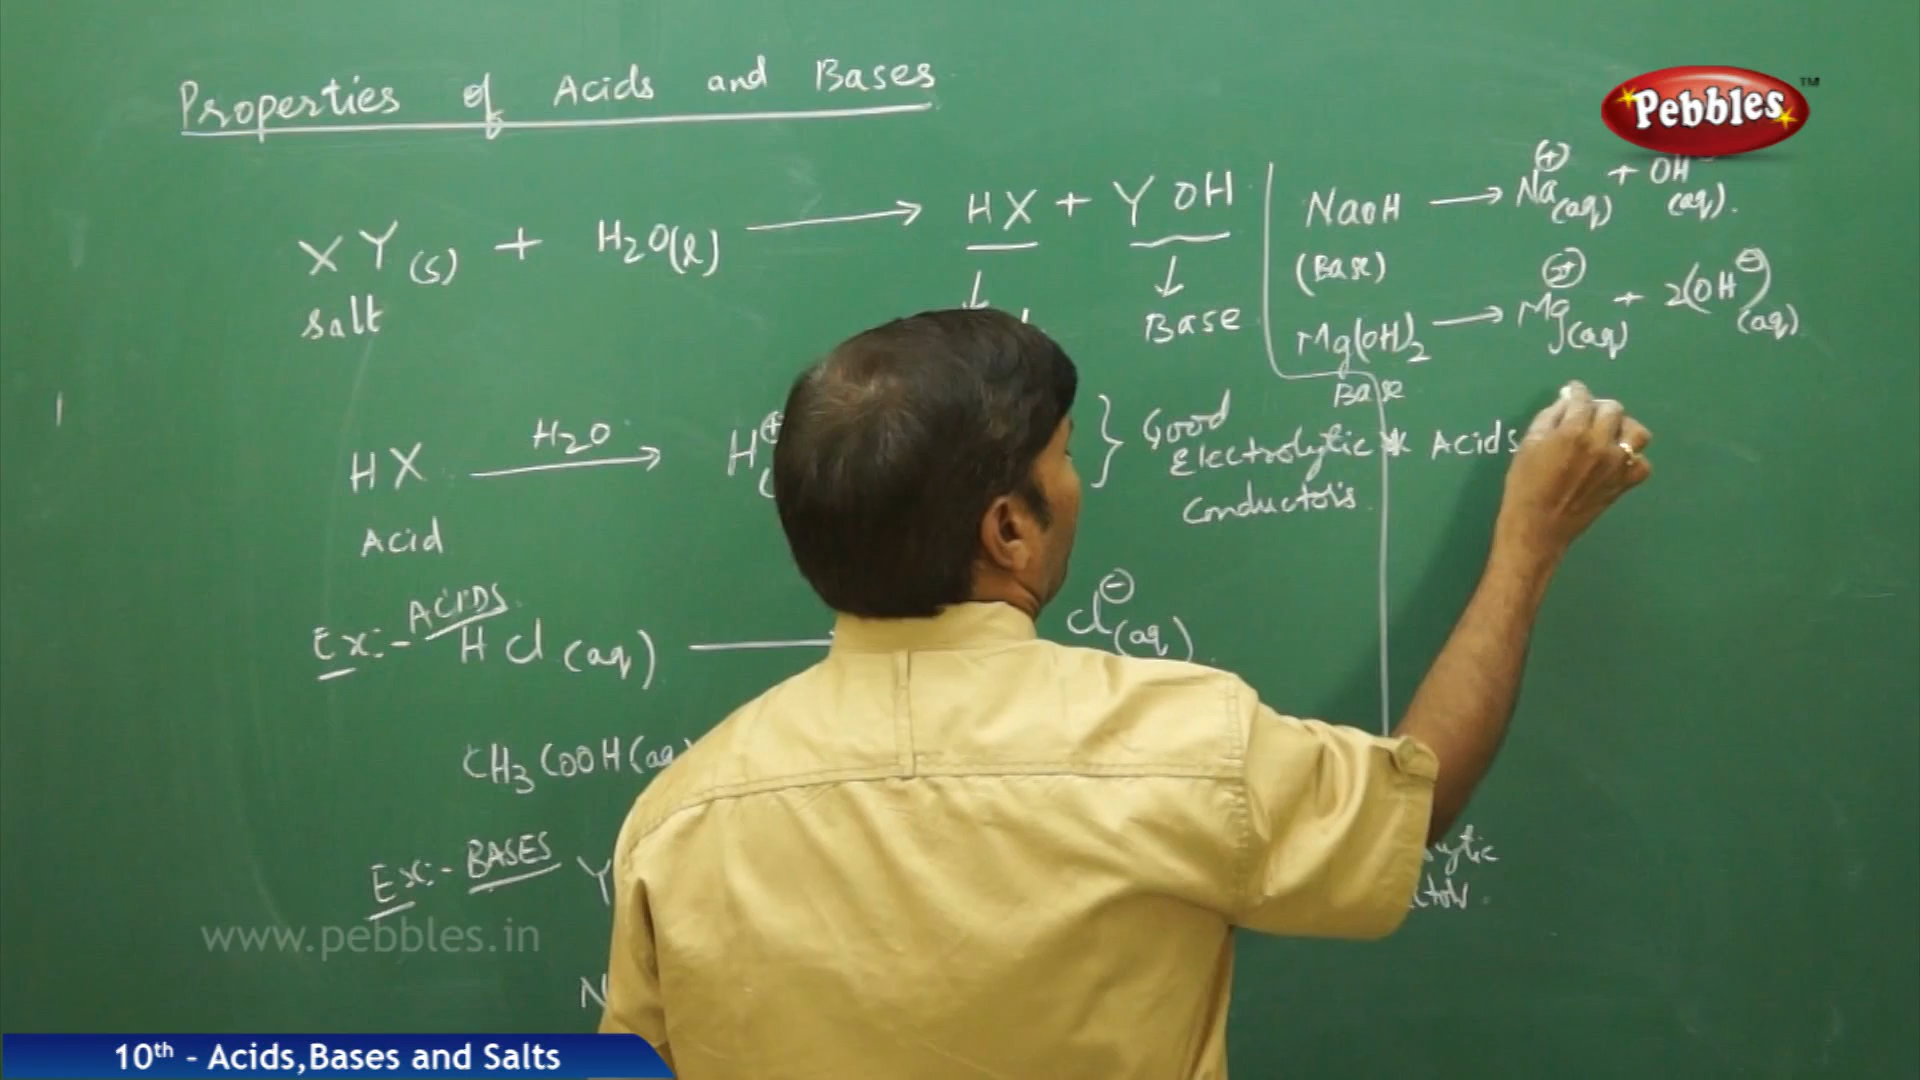 Properties of Acids and Bases
Pebbles™
XY(s) + H2O(l) → HX + YOH
Salt
Base
NaOH → Na⊕(aq) + OH⁻(aq).
(Base)
Mg(OH)2 → Mg²⁺(aq) + 2(OH⊖)(aq)
Base
HX —H2O→ H⊕
Acid
} Good
Electrolytic
Conductors.
* Acids
Ex:- ACIDS
HCl(aq) → Cl⊖(aq).
CH3COOH(aq)
Ex:- BASES Y
N
www.pebbles.in
10th - Acids,Bases and Salts